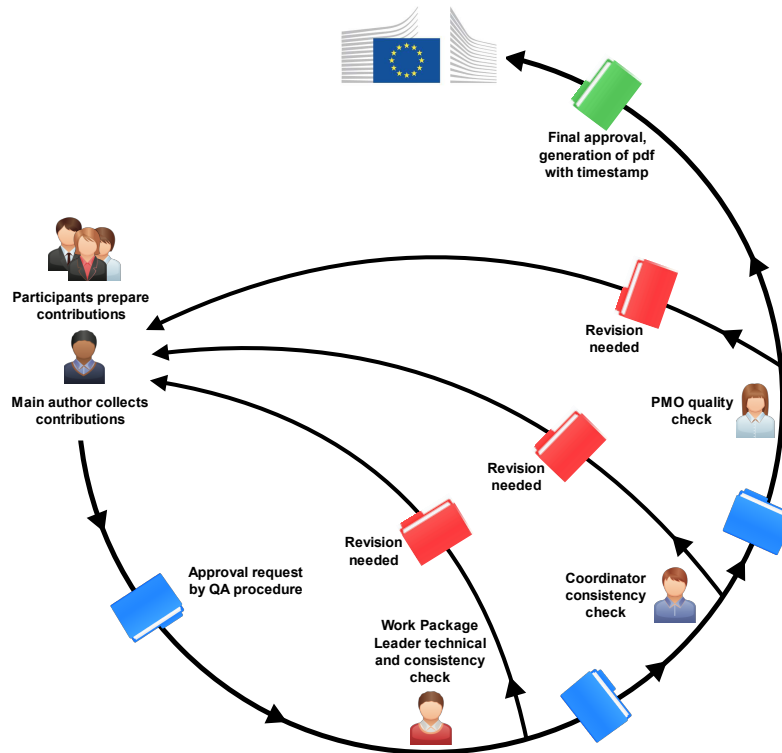 Final approval,
generation of pdf
with timestamp
Participants prepare
contributions
Main author collects
contributions
Revision
needed
PMO quality
check
Revision
needed
Revision
needed
Coordinator
consistency
check
Approval request
by QA procedure
Work Package
Leader technical
and consistency
check